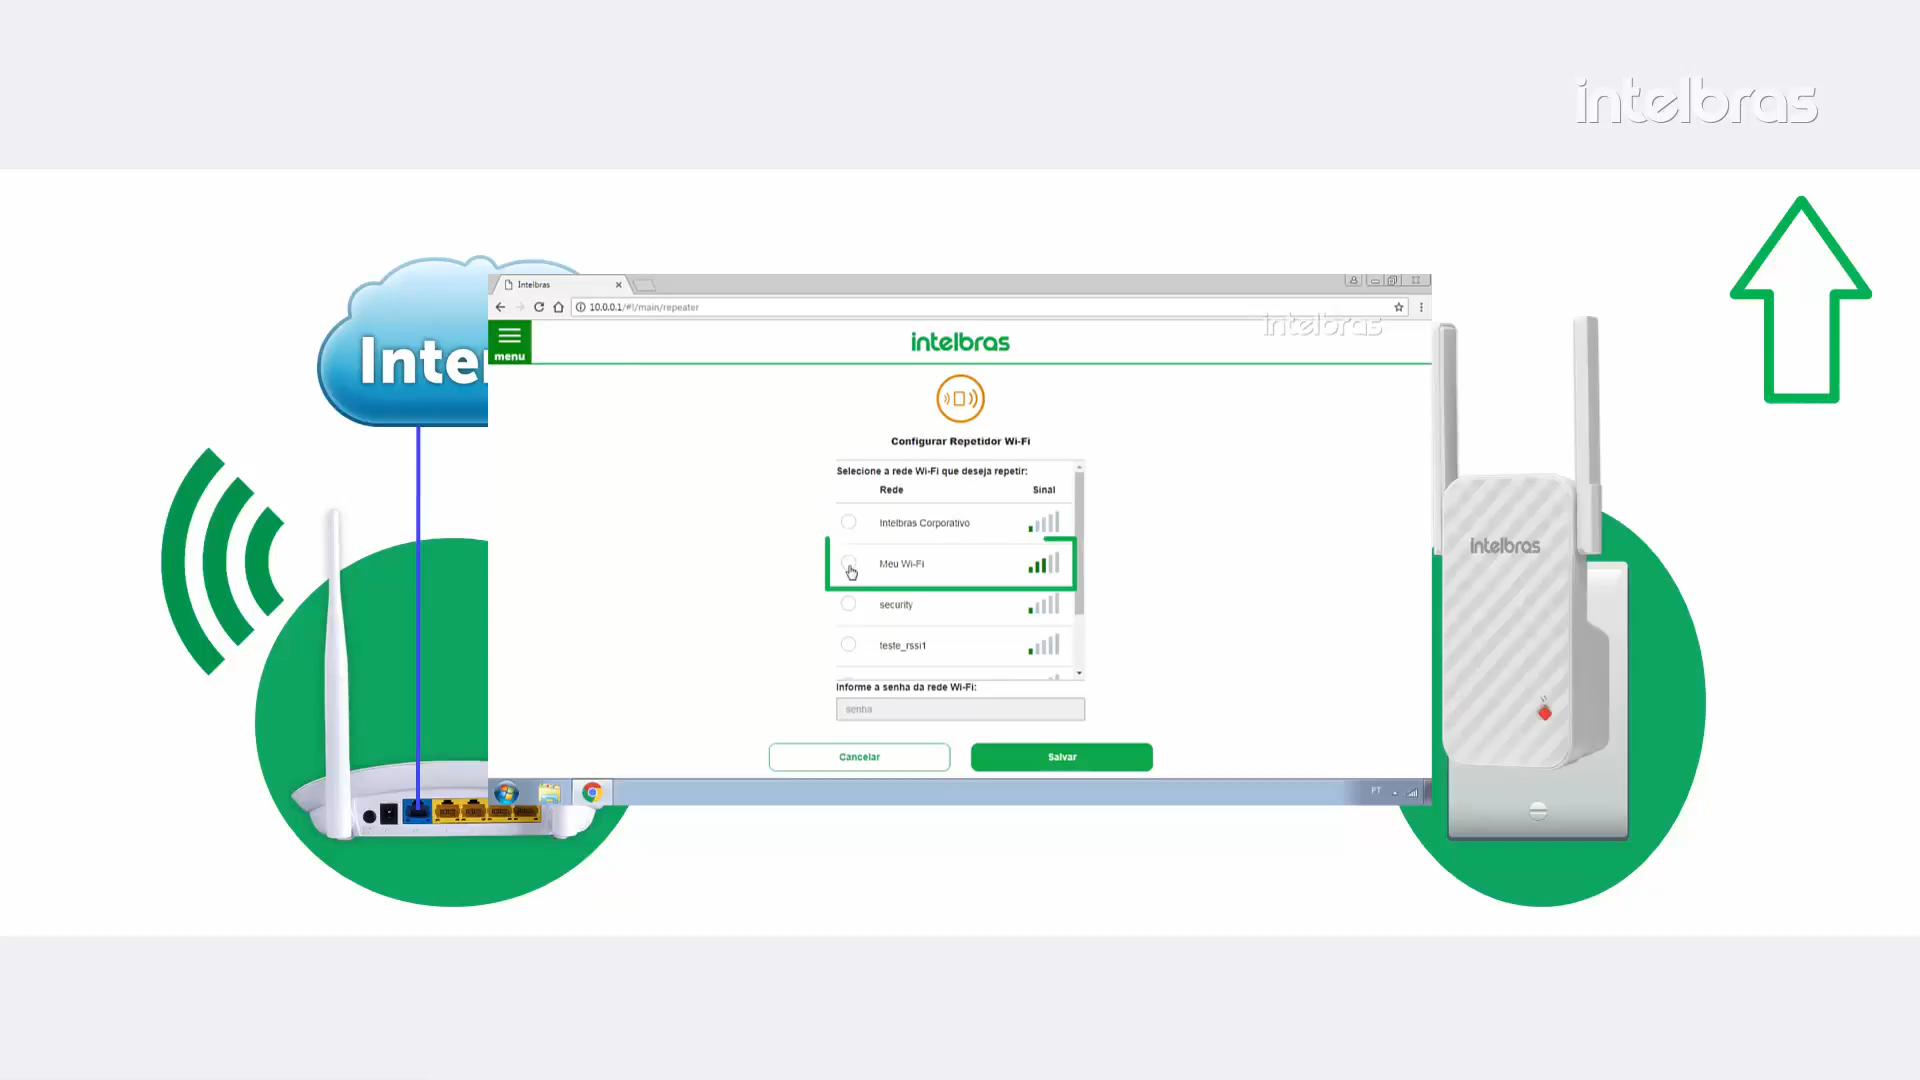 intelbras
Intelbras
10.0.0.1/#!/main/repeater
menu
intelbras
intelbras
Configurar Repetidor Wi-Fi
Selecione a rede Wi-Fi que deseja repetir:
Rede Sinal
Intelbras Corporativo
Meu Wi-Fi
security
teste_rssi1
Informe a senha da rede Wi-Fi:
senha
Cancelar Salvar
PT
Inte
intelbras